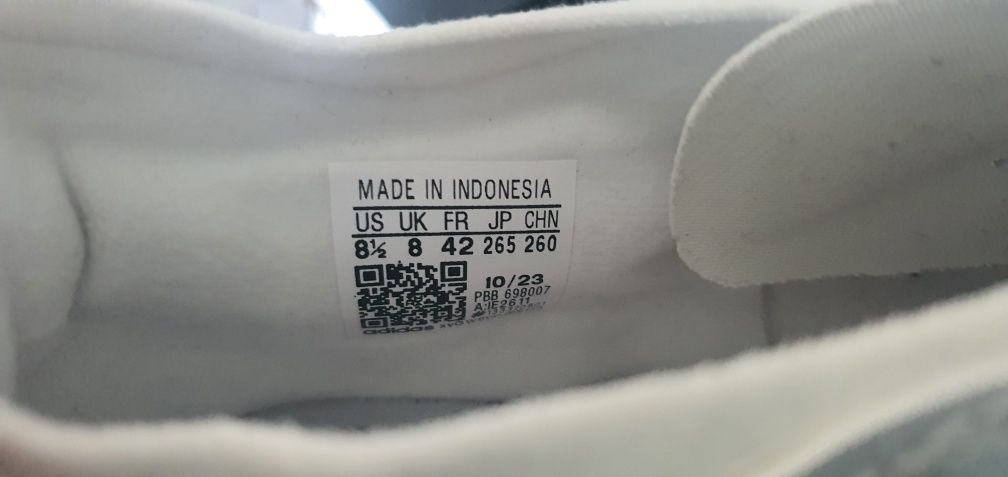 MADE IN INDONESIA
US UK FR JP CHN
8½ 8 42 265 260
10/23
PBB 698007
A:IE2611
adidas